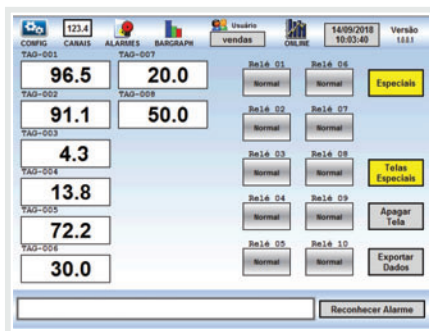 123.4
Usuário
14/09/2018
Versão
vendas
10:03:40
1.0.0.1
CONFIG
CANAIS
ALARMES
BARGRAPH
ONLINE
TAG-001
TAG-007
96.5
20.0
TAG-002
TAG-008
91.1
50.0
TAG-003
4.3
TAG-004
13.8
TAG-005
72.2
TAG-006
30.0
Relé 01
Relé 06
Normal
Normal
Especiais
Relé 02
Relé 07
Normal
Normal
Relé 03
Relé 08
Normal
Normal
Telas
Especiais
Relé 04
Relé 09
Normal
Normal
Apagar
Tela
Relé 05
Relé 10
Normal
Normal
Exportar
Dados
Reconhecer Alarme